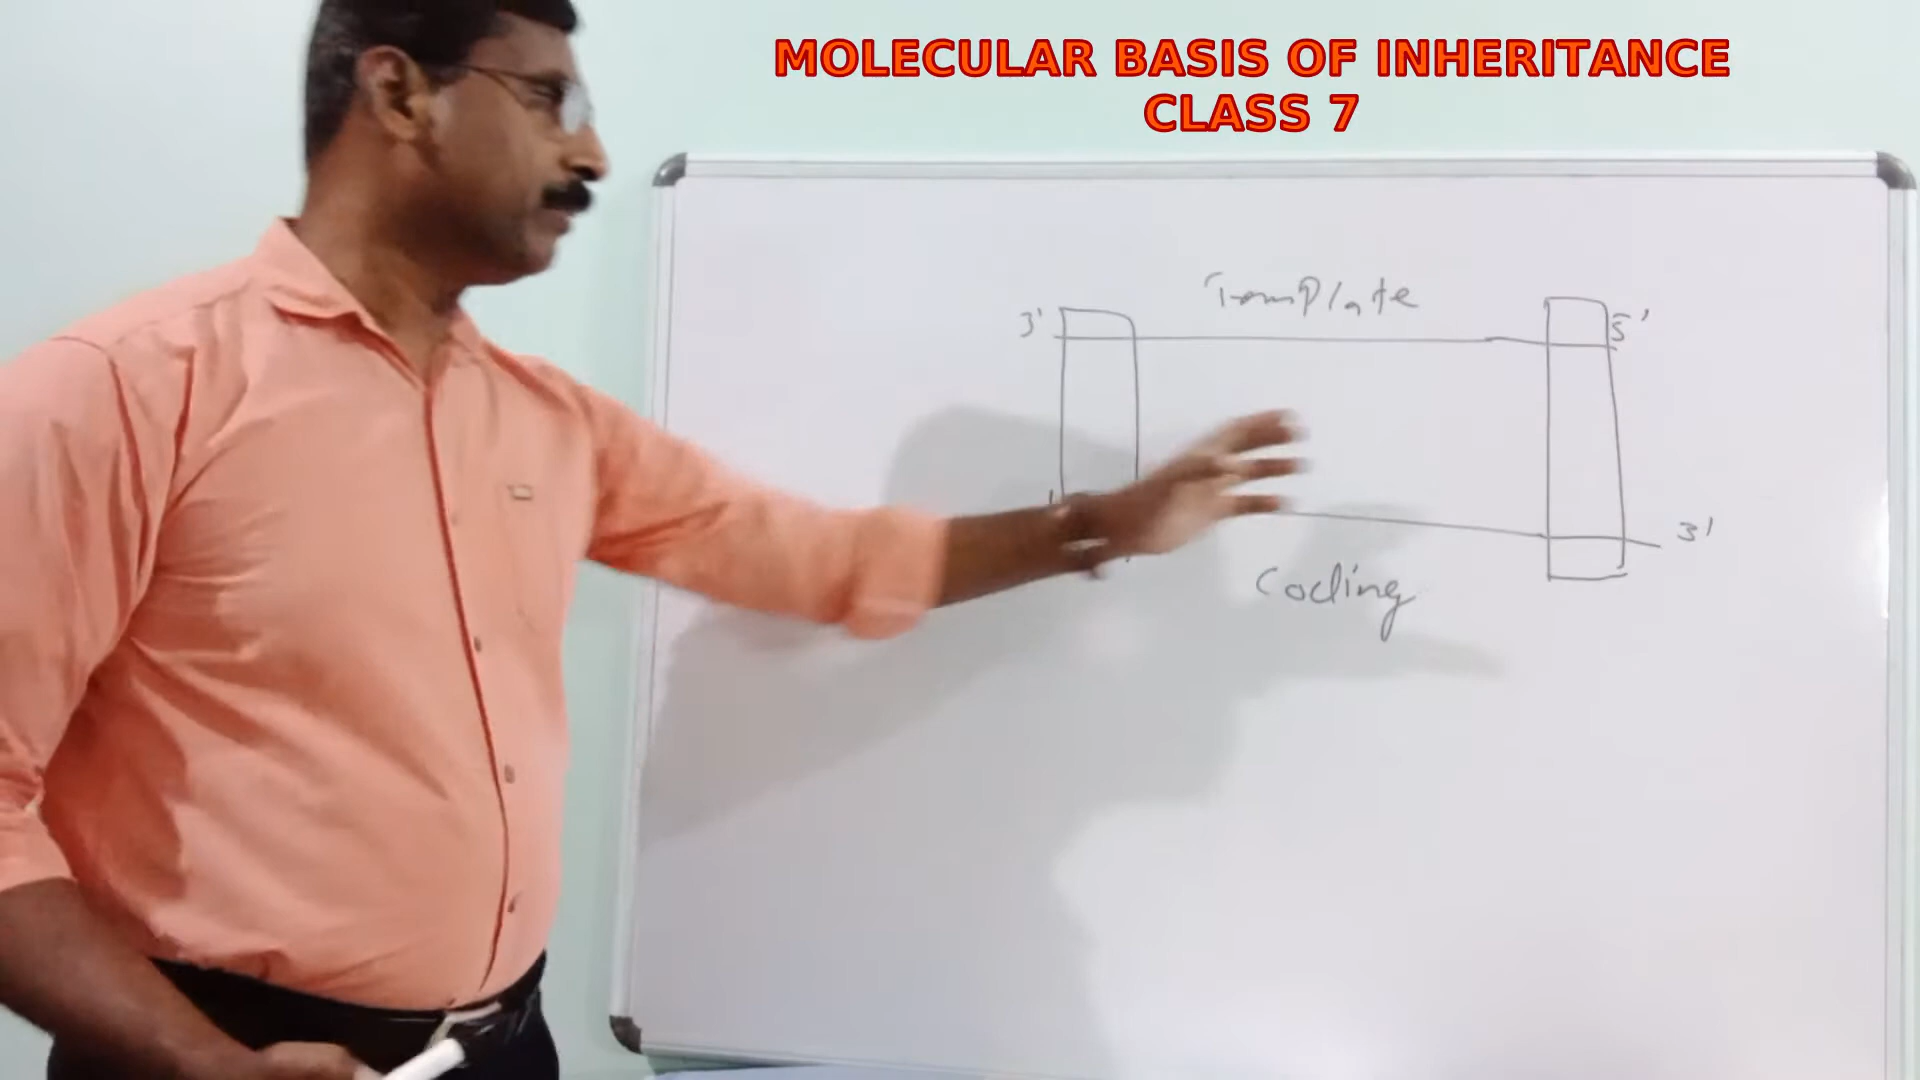 MOLECULAR BASIS OF INHERITANCE
CLASS 7
Template
3' 5'
3'
Coding